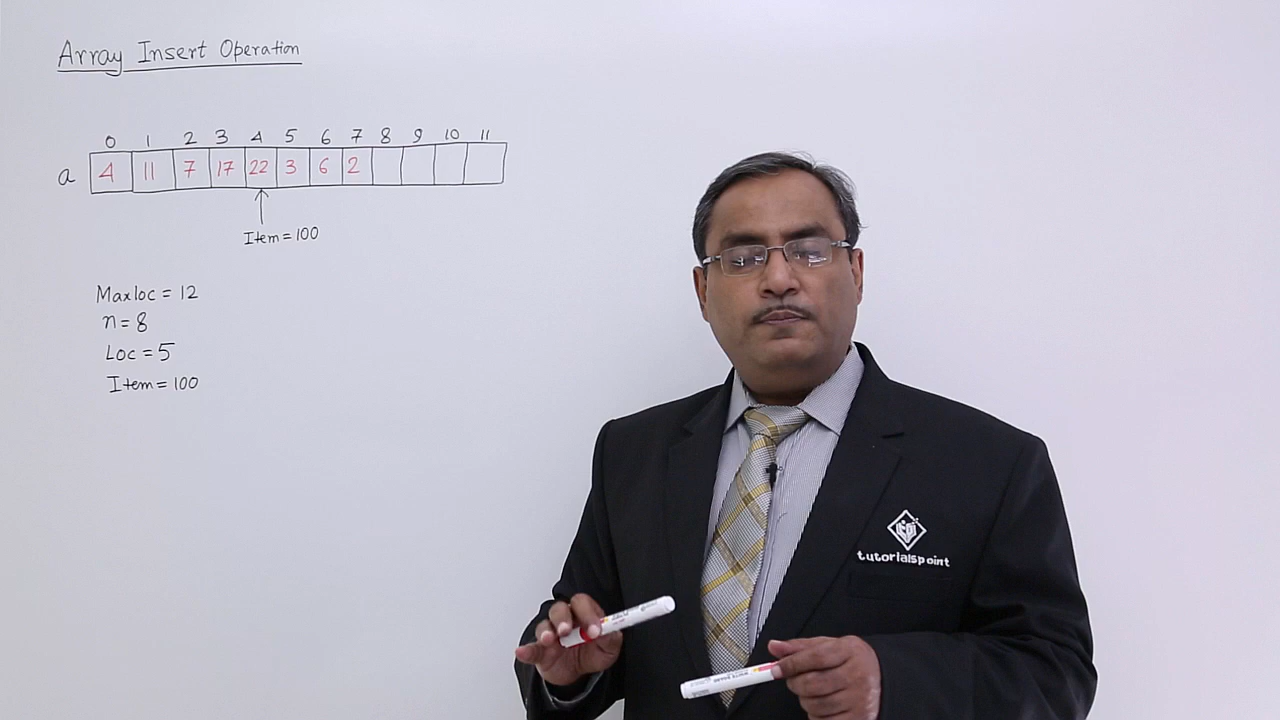 Array Insert Operation
0 1 2 3 4 5 6 7 8 9 10 11
a 4 11 7 17 22 3 6 2
Item = 100
Maxloc = 12
n = 8
Loc = 5
Item = 100
tutorialspoint